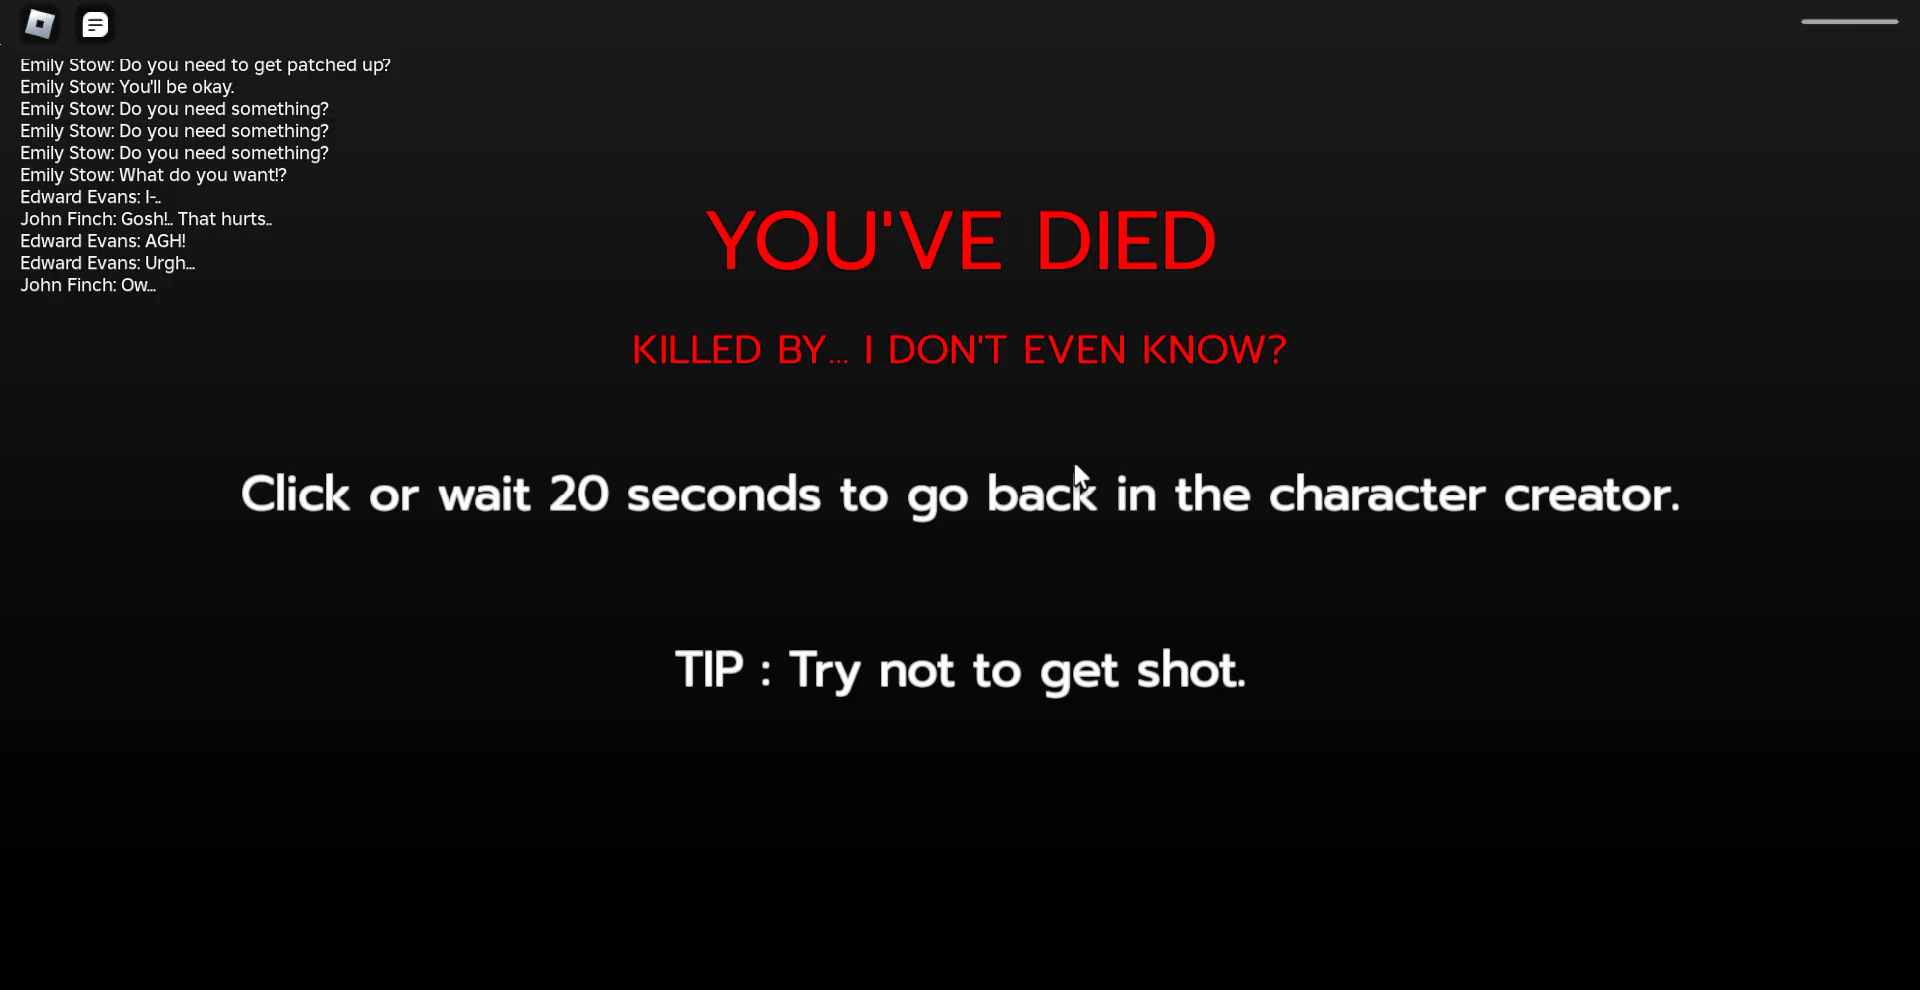 Emily Stow: Do you need to get patched up?
Emily Stow: You'll be okay.
Emily Stow: Do you need something?
Emily Stow: Do you need something?
Emily Stow: Do you need something?
Emily Stow: What do you want!?
Edward Evans: I-..
John Finch: Gosh!.. That hurts..
Edward Evans: AGH!
Edward Evans: Urgh...
John Finch: Ow...
YOU'VE DIED
KILLED BY... I DON'T EVEN KNOW?
Click or wait 20 seconds to go back in the character creator.
TIP : Try not to get shot.